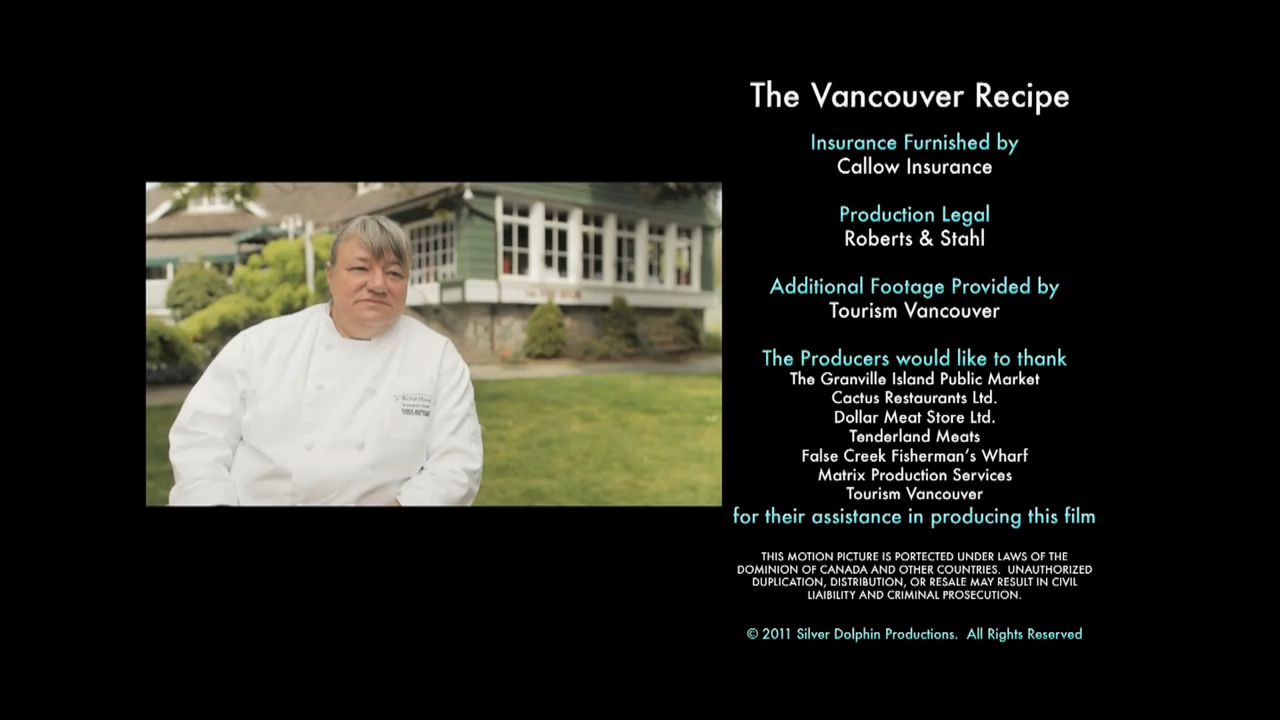 The Vancouver Recipe
Insurance Furnished by
Callow Insurance
Production Legal
Roberts & Stahl
Additional Footage Provided by
Tourism Vancouver
The Producers would like to thank
The Granville Island Public Market
Cactus Restaurants Ltd.
Dollar Meat Store Ltd.
Tenderland Meats
False Creek Fisherman's Wharf
Matrix Production Services
Tourism Vancouver
for their assistance in producing this film
THIS MOTION PICTURE IS PORTECTED UNDER LAWS OF THE
DOMINION OF CANADA AND OTHER COUNTRIES. UNAUTHORIZED
DUPLICATION, DISTRIBUTION, OR RESALE MAY RESULT IN CIVIL
LIAIBILITY AND CRIMINAL PROSECUTION.
© 2011 Silver Dolphin Productions. All Rights Reserved